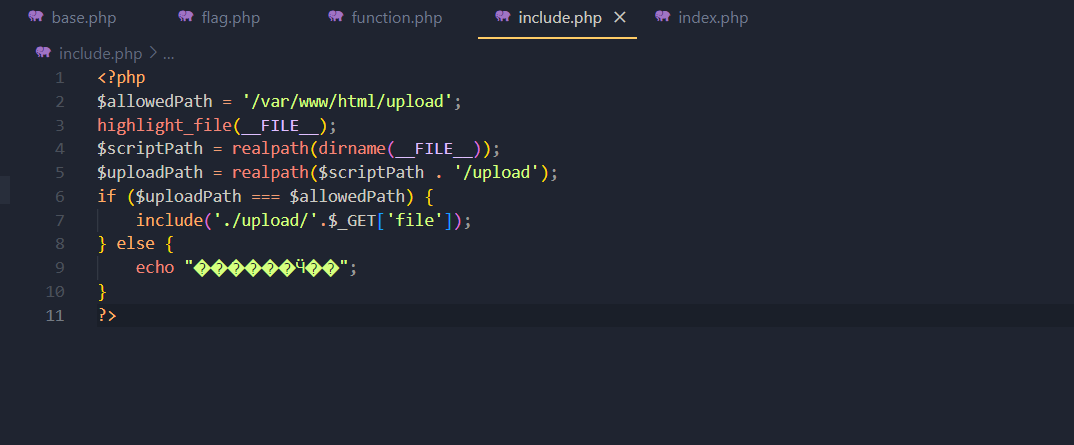 base.php flag.php function.php include.php index.php
include.php > ...
1 <?php
2 $allowedPath = '/var/www/html/upload';
3 highlight_file(__FILE__);
4 $scriptPath = realpath(dirname(__FILE__));
5 $uploadPath = realpath($scriptPath . '/upload');
6 if ($uploadPath === $allowedPath) {
7 include('./upload/'.$_GET['file']);
8 } else {
9 echo "������Ӵ��";
10 }
11 ?>